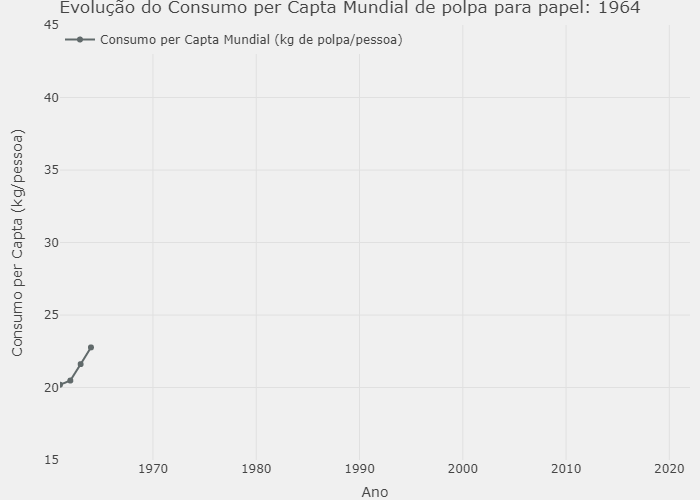 Evolução do Consumo per Capta Mundial de polpa para papel: 1964
Consumo per Capta Mundial (kg de polpa/pessoa)
Consumo per Capta (kg/pessoa)
45
40
35
30
25
20
15
1970 1980 1990 2000 2010 2020
Ano